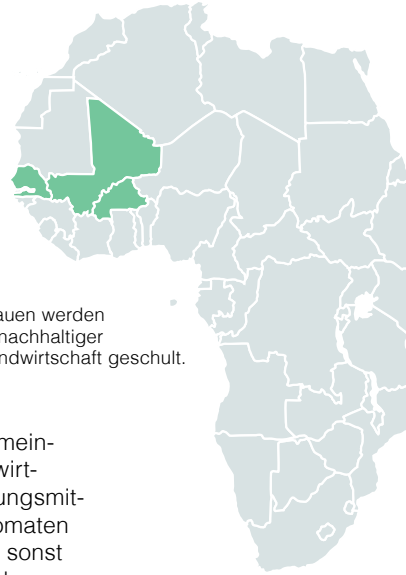 auen werden
nachhaltiger
ndwirtschaft geschult.
mein-
wirt-
ungsmit-
omaten
sonst